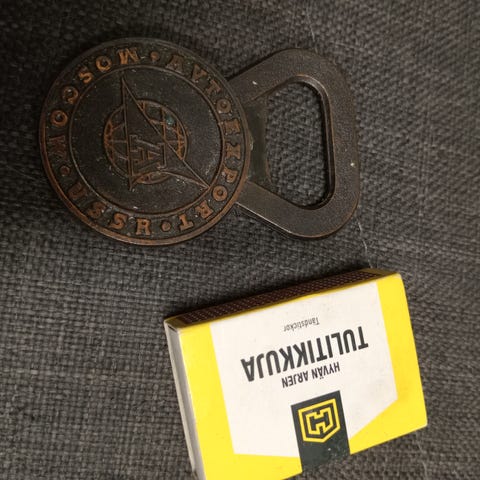 AVTOEXPORT • USSR • MOSCOW
A
H
HYVÄN ARJEN
TULITIKKUJA
Tändstickor